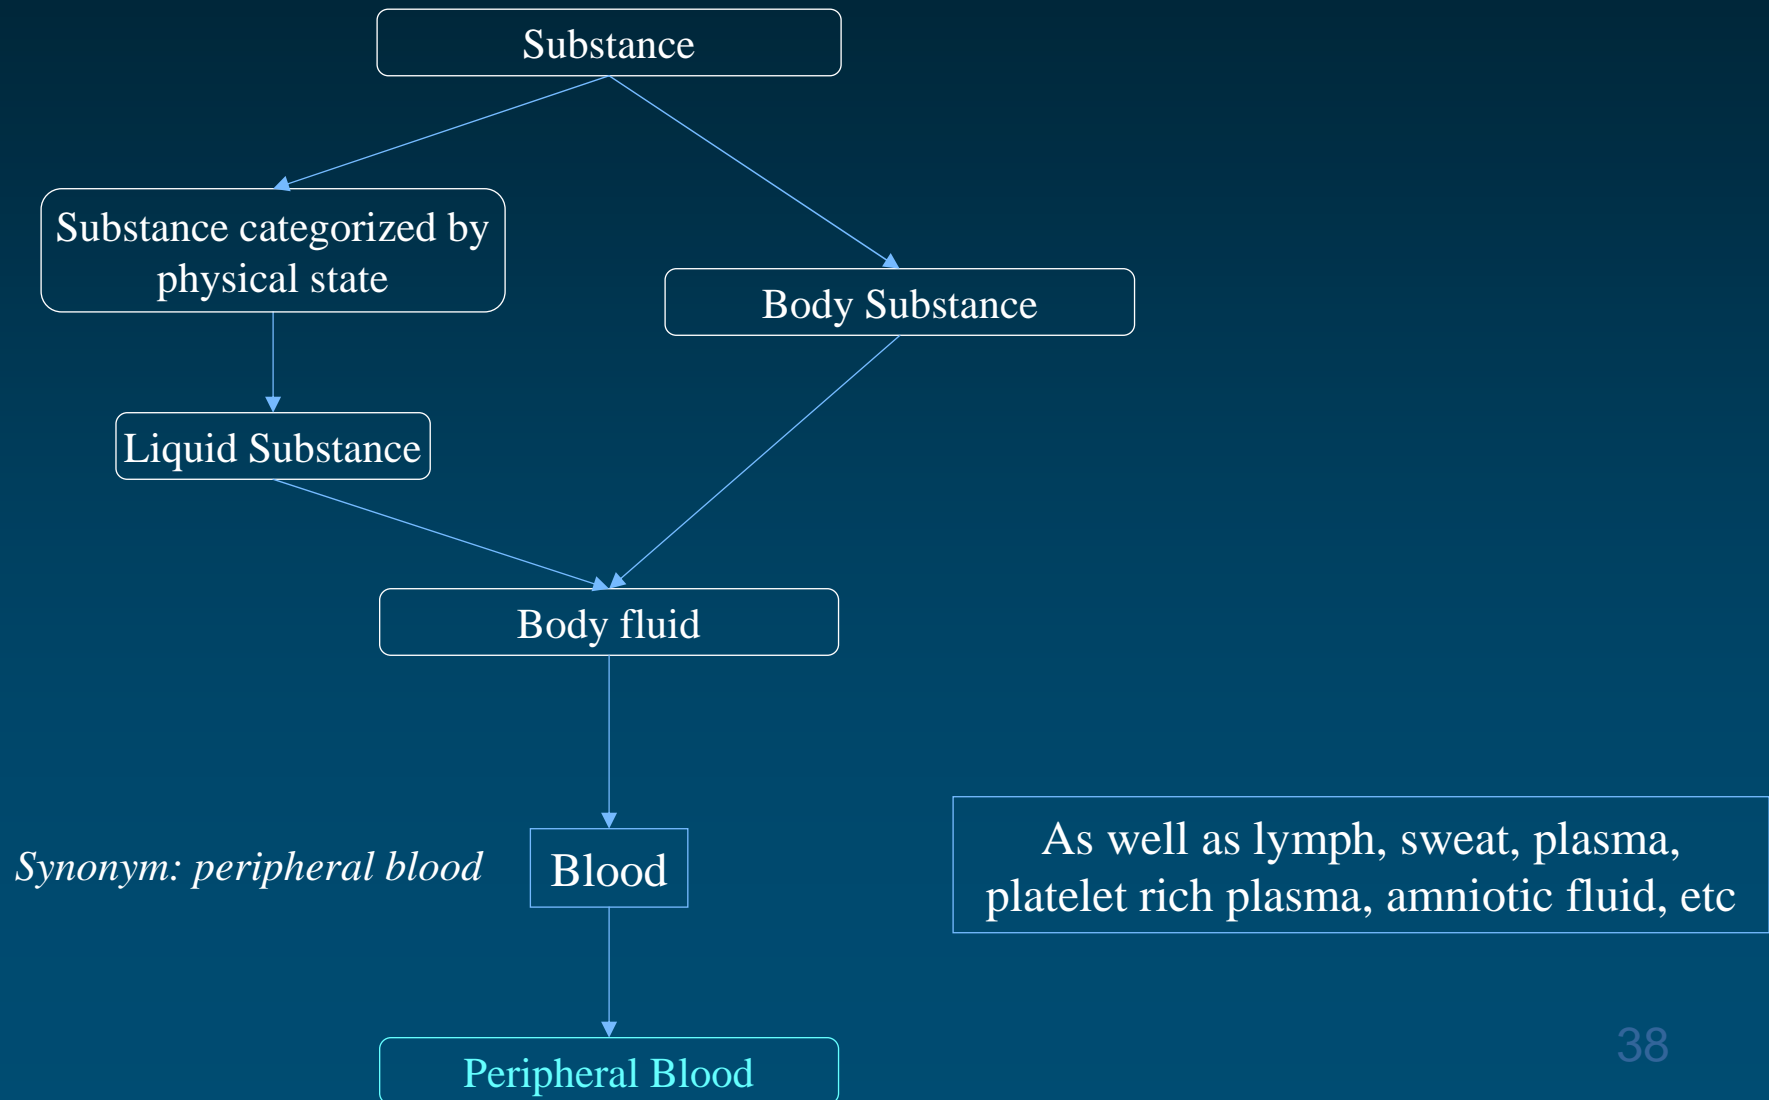 Substance
Substance categorized by
physical state
Body Substance
Liquid Substance
Body fluid
Synonym: peripheral blood
Blood
As well as lymph, sweat, plasma,
platelet rich plasma, amniotic fluid, etc
Peripheral Blood
38